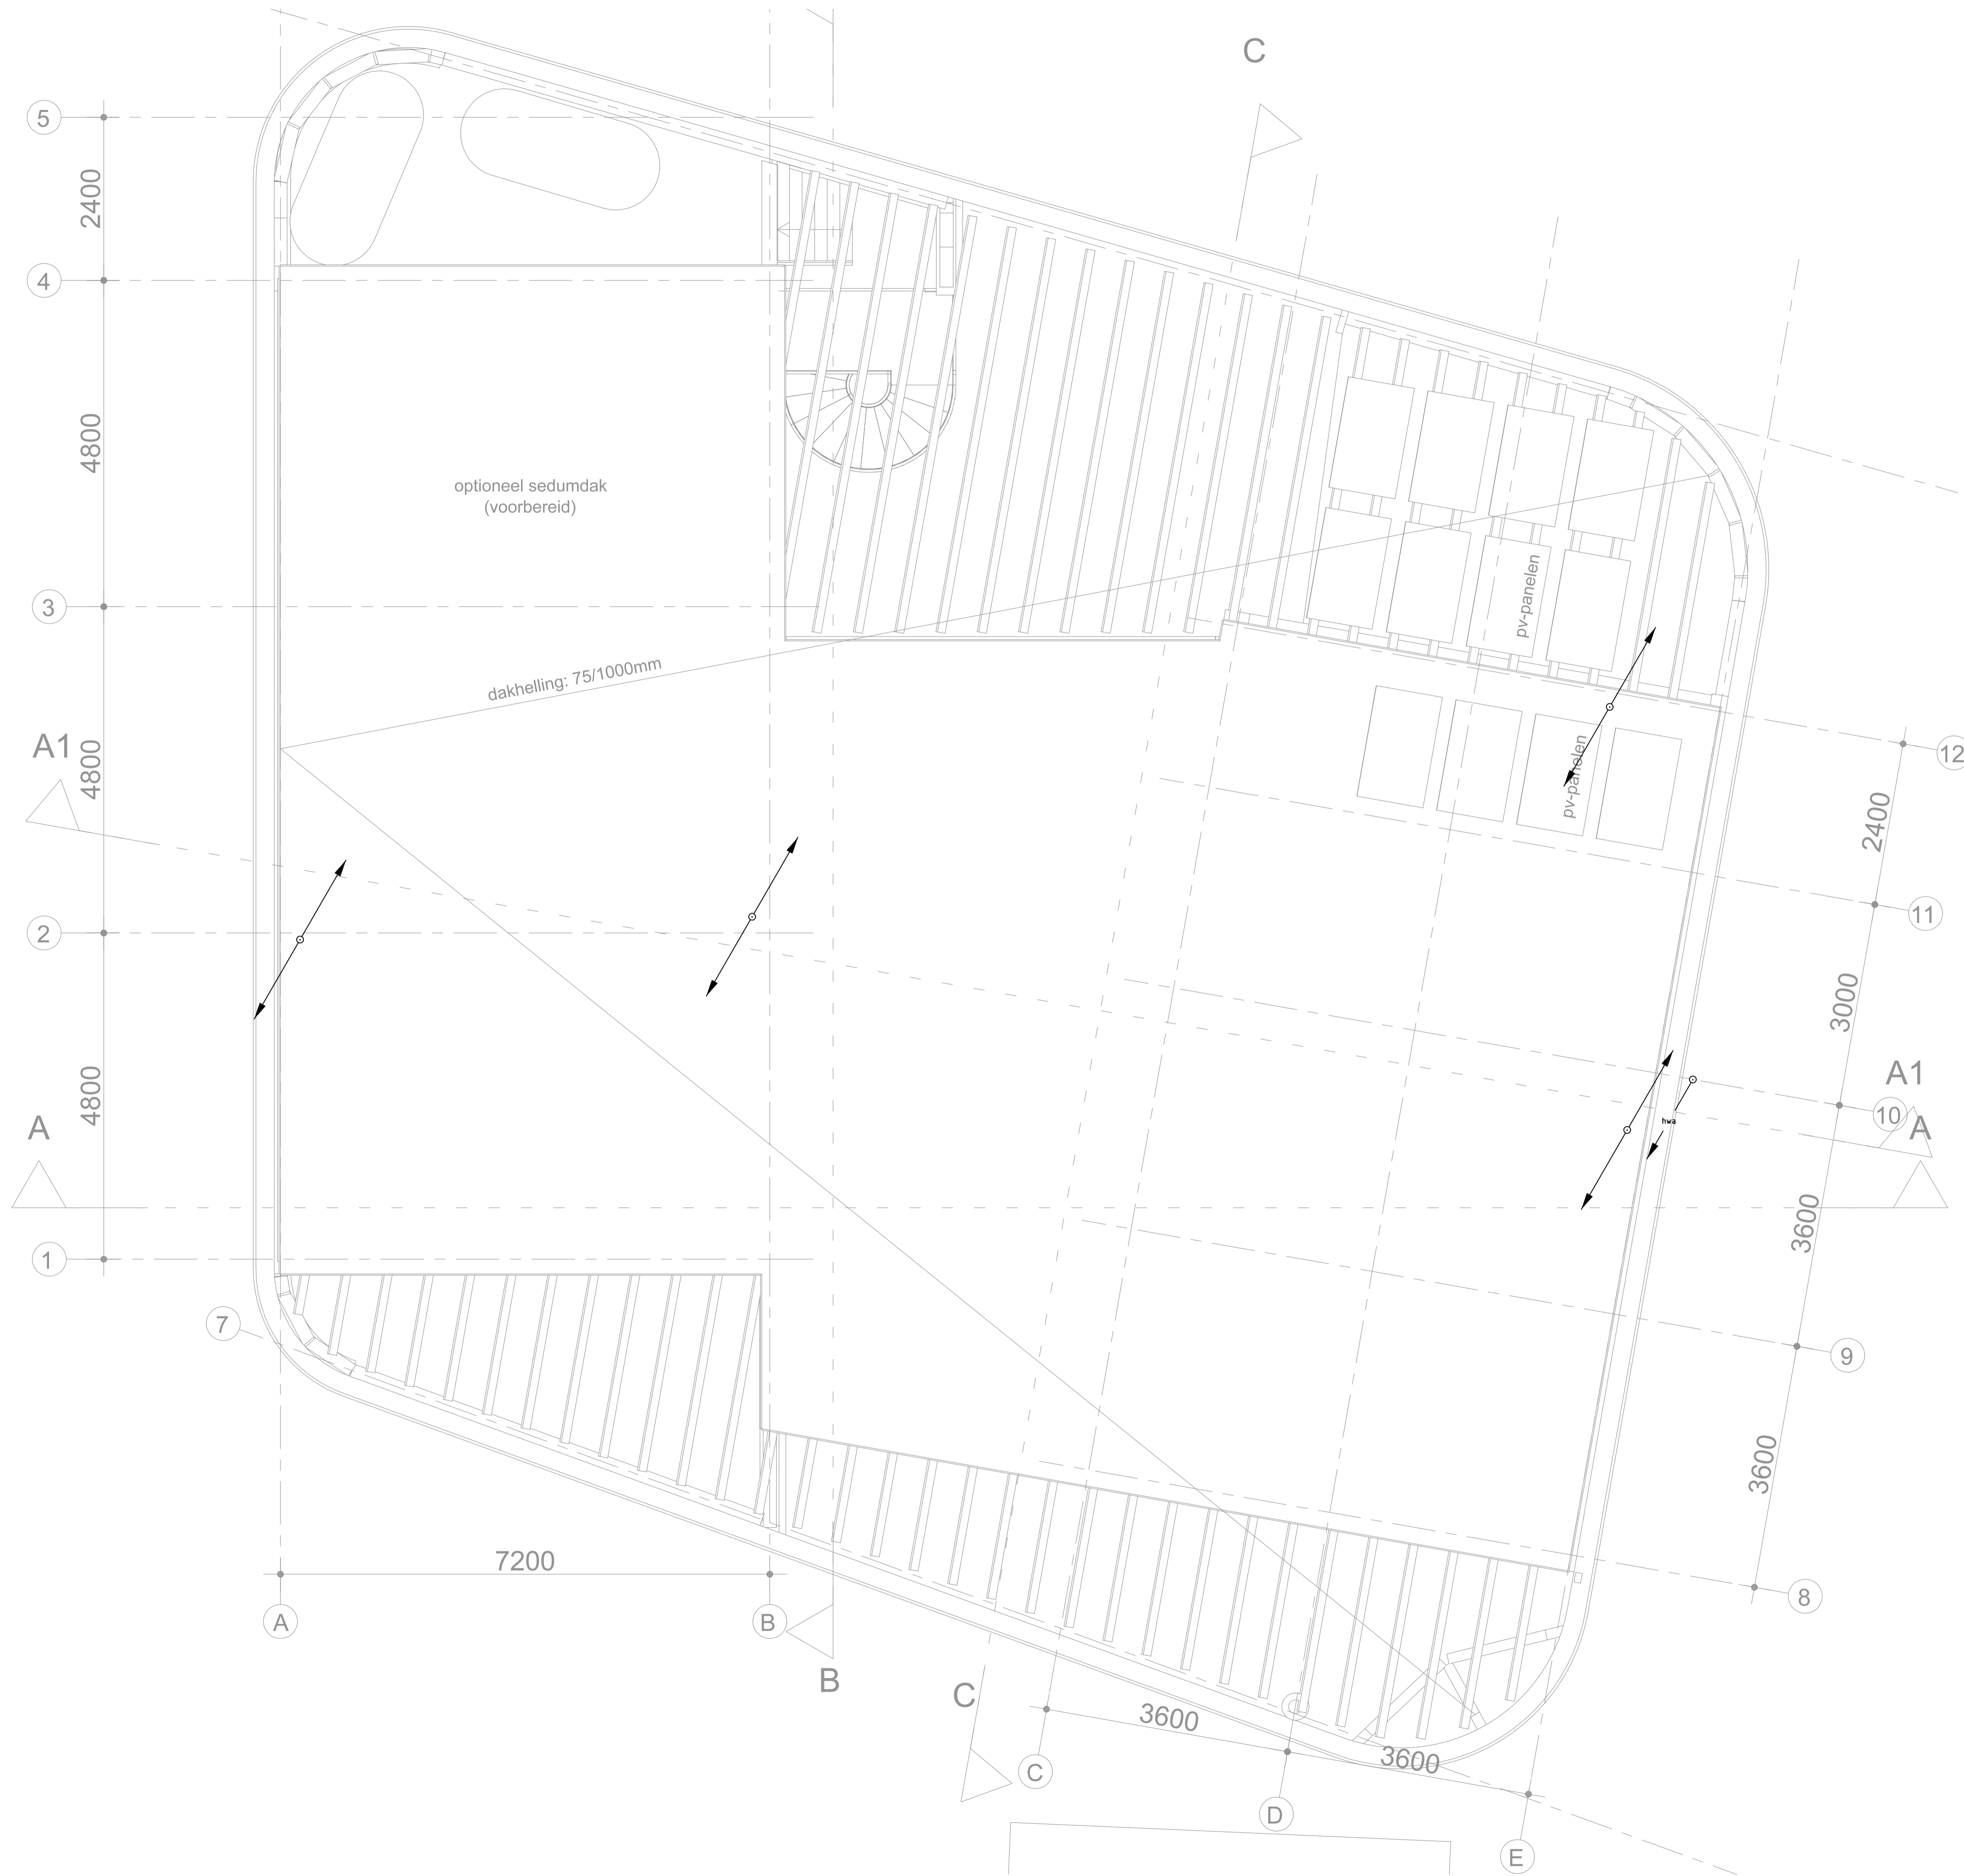 C
5
2400
4
4800
optioneel sedumdak
(voorbereid)
pv-panelen
3
dakhelling: 75/1000mm
A1
4800
pv-panelen
12
2400
2
11
3000
4800
A1
A
10
A
hwa
3600
1
7
9
3600
7200
8
A
B
B
C
3600
3600
C
D
E